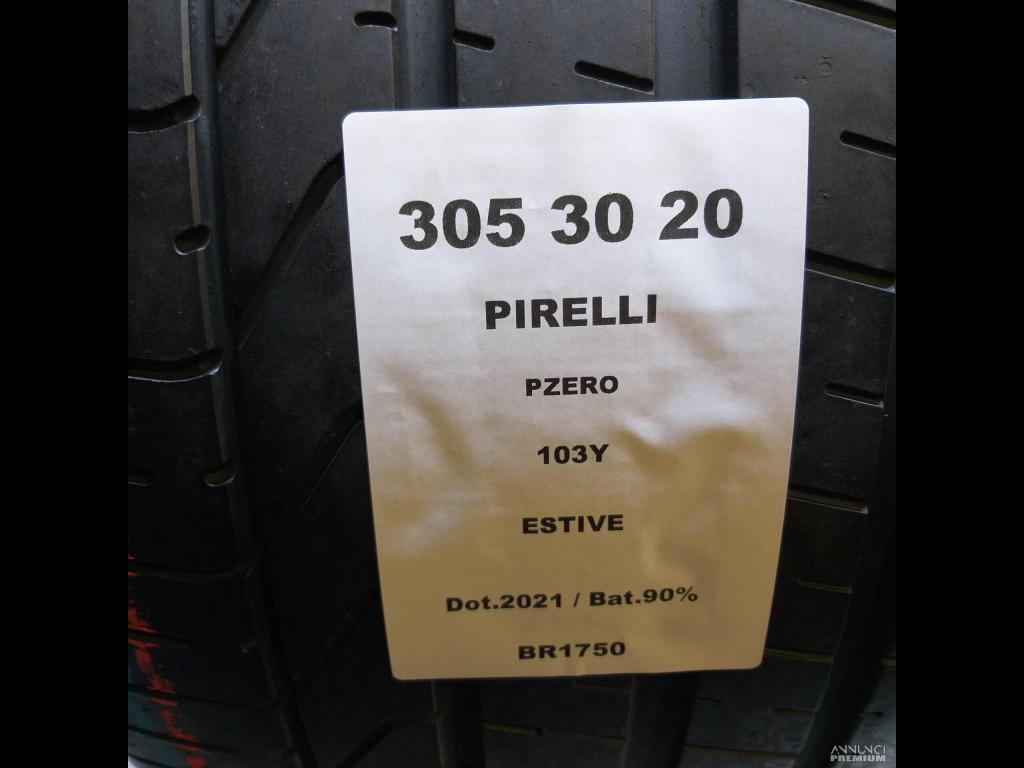 305 30 20
PIRELLI
PZERO
103Y
ESTIVE
Dot.2021 / Bat.90%
BR1750
ANNUNCI
PREMIUM